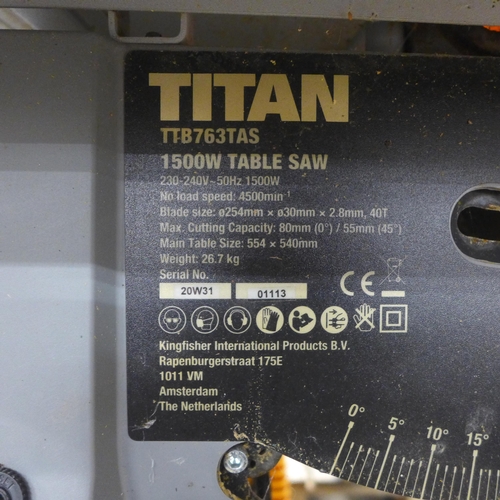 TITAN
TTB763TAS
1500W TABLE SAW
230-240V~50Hz 1500W
No load speed: 4500min⁻¹
Blade size: ø254mm × ø30mm × 2.8mm, 40T
Max. Cutting Capacity: 80mm (0°) / 55mm (45°)
Main Table Size: 554 × 540mm
Weight: 26.7 kg
Serial No.
20W31 01113
CE
Kingfisher International Products B.V.
Rapenburgerstraat 175E
1011 VM
Amsterdam
The Netherlands
0° 5° 10° 15°